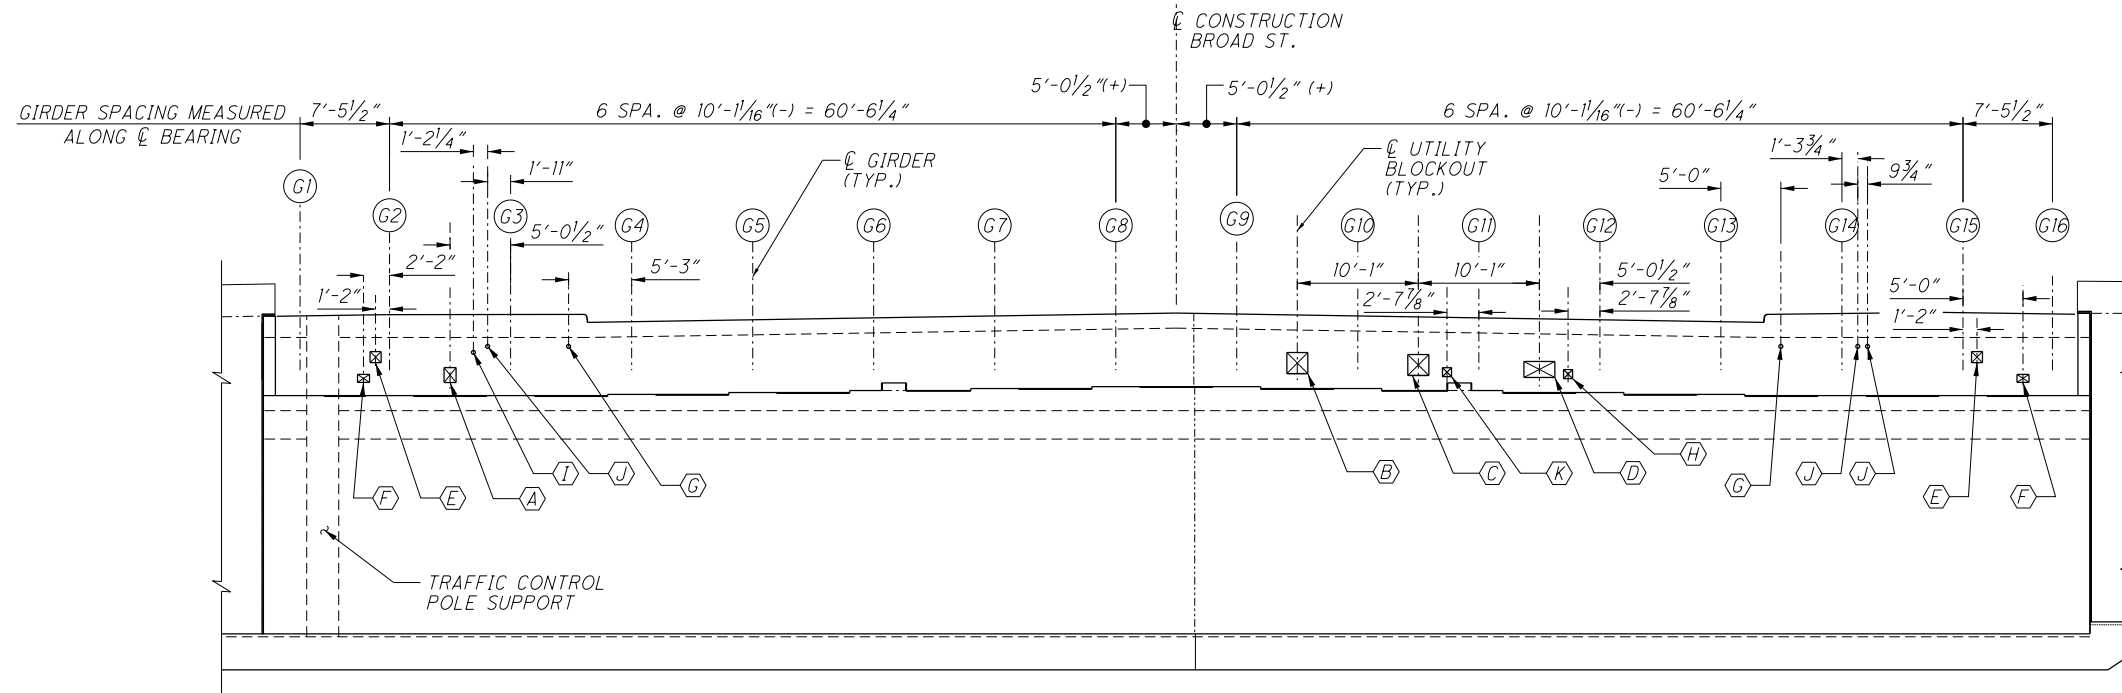 ℄ CONSTRUCTION
BROAD ST.
5'-0½"(+)
5'-0½" (+)
GIRDER SPACING MEASURED
ALONG ℄ BEARING
7'-5½"
6 SPA. @ 10'-1 1/16"(-) = 60'-6¼"
6 SPA. @ 10'-1 1/16"(-) = 60'-6¼"
7'-5½"
1'-2¼"
1'-11"
℄ GIRDER
(TYP.)
℄ UTILITY
BLOCKOUT
(TYP.)
1'-3¾"
9¾"
5'-0"
G1
G2
G3
G4
G5
G6
G7
G8
G9
G10
G11
G12
G13
G14
G15
G16
5'-0½"
2'-2"
5'-3"
10'-1"
10'-1"
5'-0½"
1'-2"
2'-7⅞"
2'-7⅞"
5'-0"
1'-2"
F
E
A
I
J
G
B
C
K
D
H
G
J
J
E
F
TRAFFIC CONTROL
POLE SUPPORT